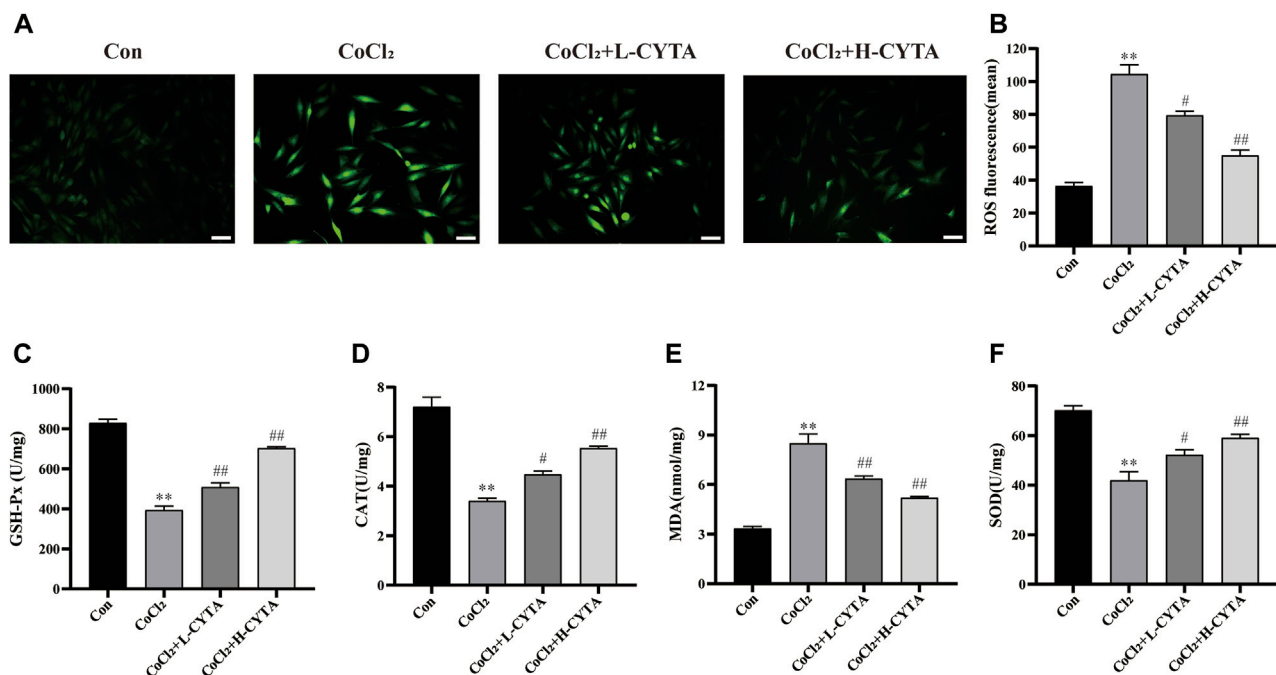 A
Con
CoCl₂
CoCl₂+L-CYTA
CoCl₂+H-CYTA
B
ROS fluorescence(mean)
120
100
80
60
40
20
0
**
#
##
Con
CoCl₂
CoCl₂+L-CYTA
CoCl₂+H-CYTA
C
GSH-Px (U/mg)
1000
800
600
400
200
0
**
##
##
Con
CoCl₂
CoCl₂+L-CYTA
CoCl₂+H-CYTA
D
CAT(U/mg)
8
6
4
2
0
**
#
##
Con
CoCl₂
CoCl₂+L-CYTA
CoCl₂+H-CYTA
E
MDA(nmol/mg)
12
9
6
3
0
**
##
##
Con
CoCl₂
CoCl₂+L-CYTA
CoCl₂+H-CYTA
F
SOD(U/mg)
80
60
40
20
0
**
#
##
Con
CoCl₂
CoCl₂+L-CYTA
CoCl₂+H-CYTA